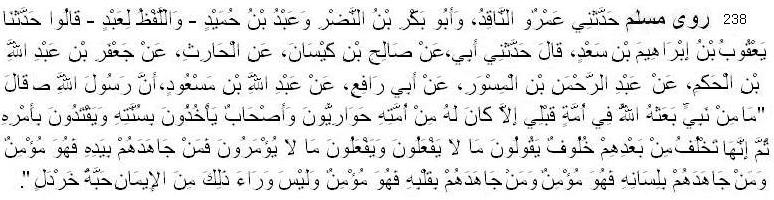 238 روى مسلم حَدَّثَنِي عَمْرٌو النَّاقِدُ، وَأَبُو بَكْرِ بْنُ النَّضْرِ وَعَبْدُ بْنُ حُمَيْدٍ - وَاللَّفْظُ لِعَبْدٍ - قَالُوا حَدَّثَنَا
يَعْقُوبُ بْنُ إِبْرَاهِيمَ بْنِ سَعْدٍ، قَالَ حَدَّثَنِي أَبِي،عَنْ صَالِحِ بْنِ كَيْسَانَ، عَنِ الْحَارِثِ، عَنْ جَعْفَرِ بْنِ عَبْدِ اللَّهِ
بْنِ الْحَكَمِ، عَنْ عَبْدِ الرَّحْمَنِ بْنِ الْمِسْوَرِ، عَنْ أَبِي رَافِعٍ، عَنْ عَبْدِ اللَّهِ بْنِ مَسْعُودٍ،أَنَّ رَسُولَ اللَّهِ ص قَالَ
"مَا مِنْ نَبِيٍّ بَعَثَهُ اللَّهُ فِي أُمَّةٍ قَبْلِي إِلاَّ كَانَ لَهُ مِنْ أُمَّتِهِ حَوَارِيُّونَ وَأَصْحَابٌ يَأْخُذُونَ بِسُنَّتِهِ وَيَقْتَدُونَ بِأَمْرِهِ
ثُمَّ إِنَّهَا تَخْلُفُ مِنْ بَعْدِهِمْ خُلُوفٌ يَقُولُونَ مَا لاَ يَفْعَلُونَ وَيَفْعَلُونَ مَا لاَ يُؤْمَرُونَ فَمَنْ جَاهَدَهُمْ بِيَدِهِ فَهُوَ مُؤْمِنٌ
وَمَنْ جَاهَدَهُمْ بِلِسَانِهِ فَهُوَ مُؤْمِنٌ وَمَنْ جَاهَدَهُمْ بِقَلْبِهِ فَهُوَ مُؤْمِنٌ وَلَيْسَ وَرَاءَ ذَلِكَ مِنَ الإِيمَانِ حَبَّةُ خَرْدَلٍ ".